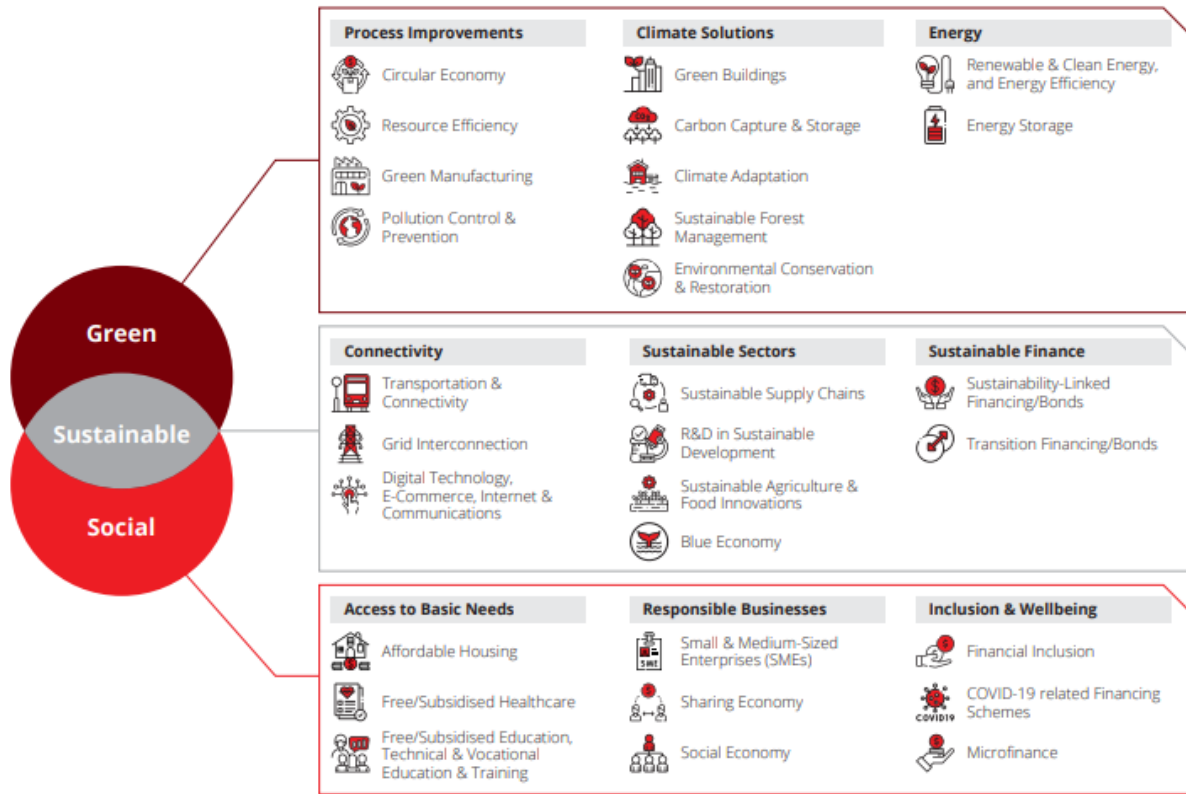 Process Improvements
Circular Economy
Resource Efficiency
Green Manufacturing
Pollution Control &
Prevention
Climate Solutions
Green Buildings
CO2
Carbon Capture & Storage
Climate Adaptation
Sustainable Forest
Management
Environmental Conservation
& Restoration
Energy
Renewable & Clean Energy,
and Energy Efficiency
Energy Storage
Green
Sustainable
Social
Connectivity
Transportation &
Connectivity
Grid Interconnection
Digital Technology,
E-Commerce, Internet &
Communications
Sustainable Sectors
Sustainable Supply Chains
R&D in Sustainable
Development
Sustainable Agriculture &
Food Innovations
Blue Economy
Sustainable Finance
$
Sustainability-Linked
Financing/Bonds
Transition Financing/Bonds
Access to Basic Needs
Affordable Housing
Free/Subsidised Healthcare
Free/Subsidised Education,
Technical & Vocational
Education & Training
Responsible Businesses
SME
Small & Medium-Sized
Enterprises (SMEs)
$
Sharing Economy
Social Economy
Inclusion & Wellbeing
$
Financial Inclusion
COVID19
COVID-19 related Financing
Schemes
$
Microfinance